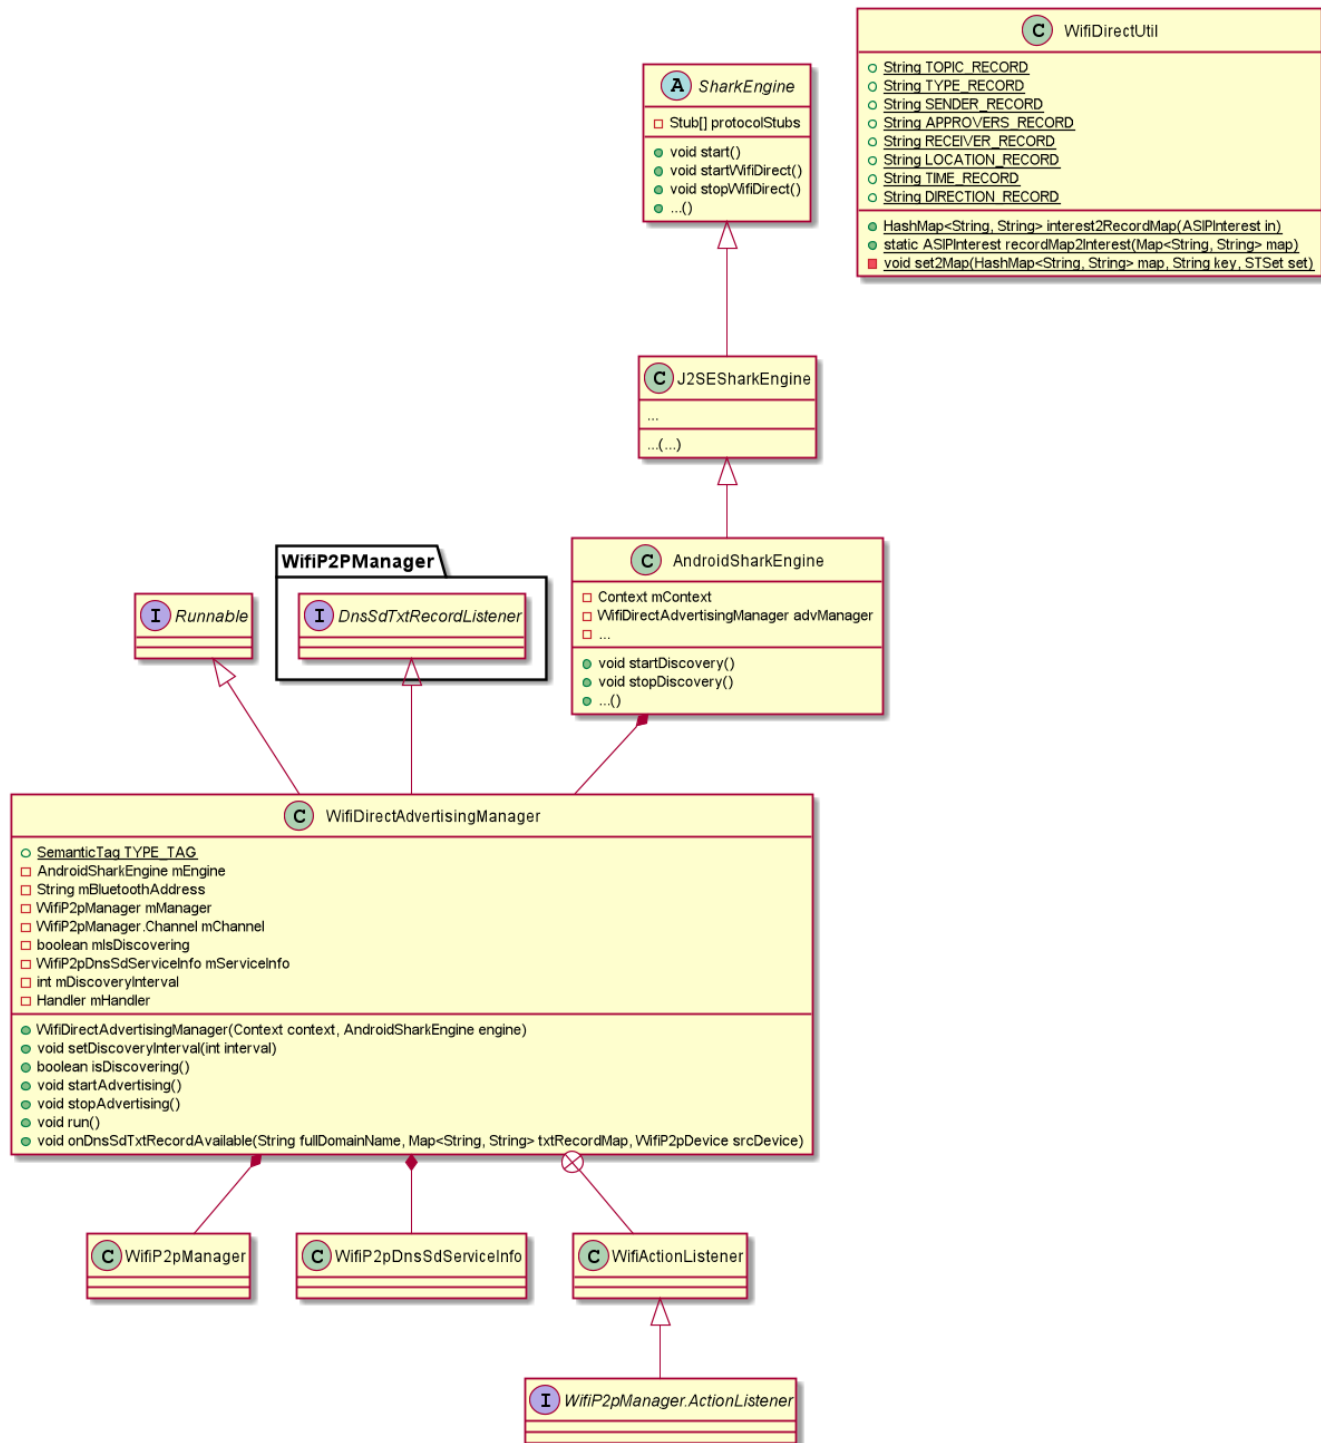 C WifiDirectUtil
String TOPIC_RECORD
String TYPE_RECORD
String SENDER_RECORD
String APPROVERS_RECORD
String RECEIVER_RECORD
String LOCATION_RECORD
String TIME_RECORD
String DIRECTION_RECORD
HashMap<String, String> interest2RecordMap(ASIPInterest in)
static ASIPInterest recordMap2Interest(Map<String, String> map)
void set2Map(HashMap<String, String> map, String key, STSet set)
A SharkEngine
Stub[] protocolStubs
void start()
void startWifiDirect()
void stopWifiDirect()
...()
C J2SESharkEngine
...
...(...)
C AndroidSharkEngine
Context mContext
WifiDirectAdvertisingManager advManager
...
void startDiscovery()
void stopDiscovery()
...()
WifiP2PManager
I DnsSdTxtRecordListener
I Runnable
C WifiDirectAdvertisingManager
SemanticTag TYPE_TAG
AndroidSharkEngine mEngine
String mBluetoothAddress
WifiP2pManager mManager
WifiP2pManager.Channel mChannel
boolean mIsDiscovering
WifiP2pDnsSdServiceInfo mServiceInfo
int mDiscoveryInterval
Handler mHandler
WifiDirectAdvertisingManager(Context context, AndroidSharkEngine engine)
void setDiscoveryInterval(int interval)
boolean isDiscovering()
void startAdvertising()
void stopAdvertising()
void run()
void onDnsSdTxtRecordAvailable(String fullDomainName, Map<String, String> txtRecordMap, WifiP2pDevice srcDevice)
C WifiP2pManager
C WifiP2pDnsSdServiceInfo
C WifiActionListener
I WifiP2pManager.ActionListener